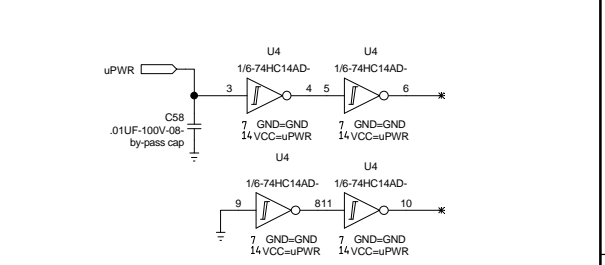 U4 U4
1/6-74HC14AD- 1/6-74HC14AD-
uPWR
3 4 5 6
C58
.01UF-100V-08-
by-pass cap
7 GND=GND 7 GND=GND
14 VCC=uPWR 14 VCC=uPWR
U4 U4
1/6-74HC14AD- 1/6-74HC14AD-
9 811 10
7 GND=GND 7 GND=GND
14 VCC=uPWR 14 VCC=uPWR